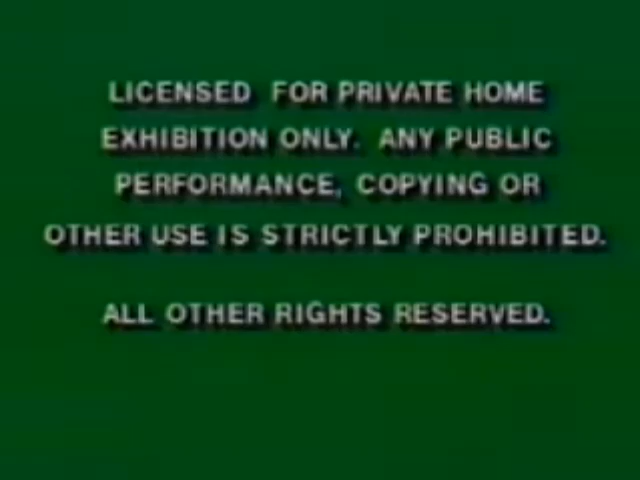 LICENSED FOR PRIVATE HOME
EXHIBITION ONLY. ANY PUBLIC
PERFORMANCE, COPYING OR
OTHER USE IS STRICTLY PROHIBITED.
ALL OTHER RIGHTS RESERVED.